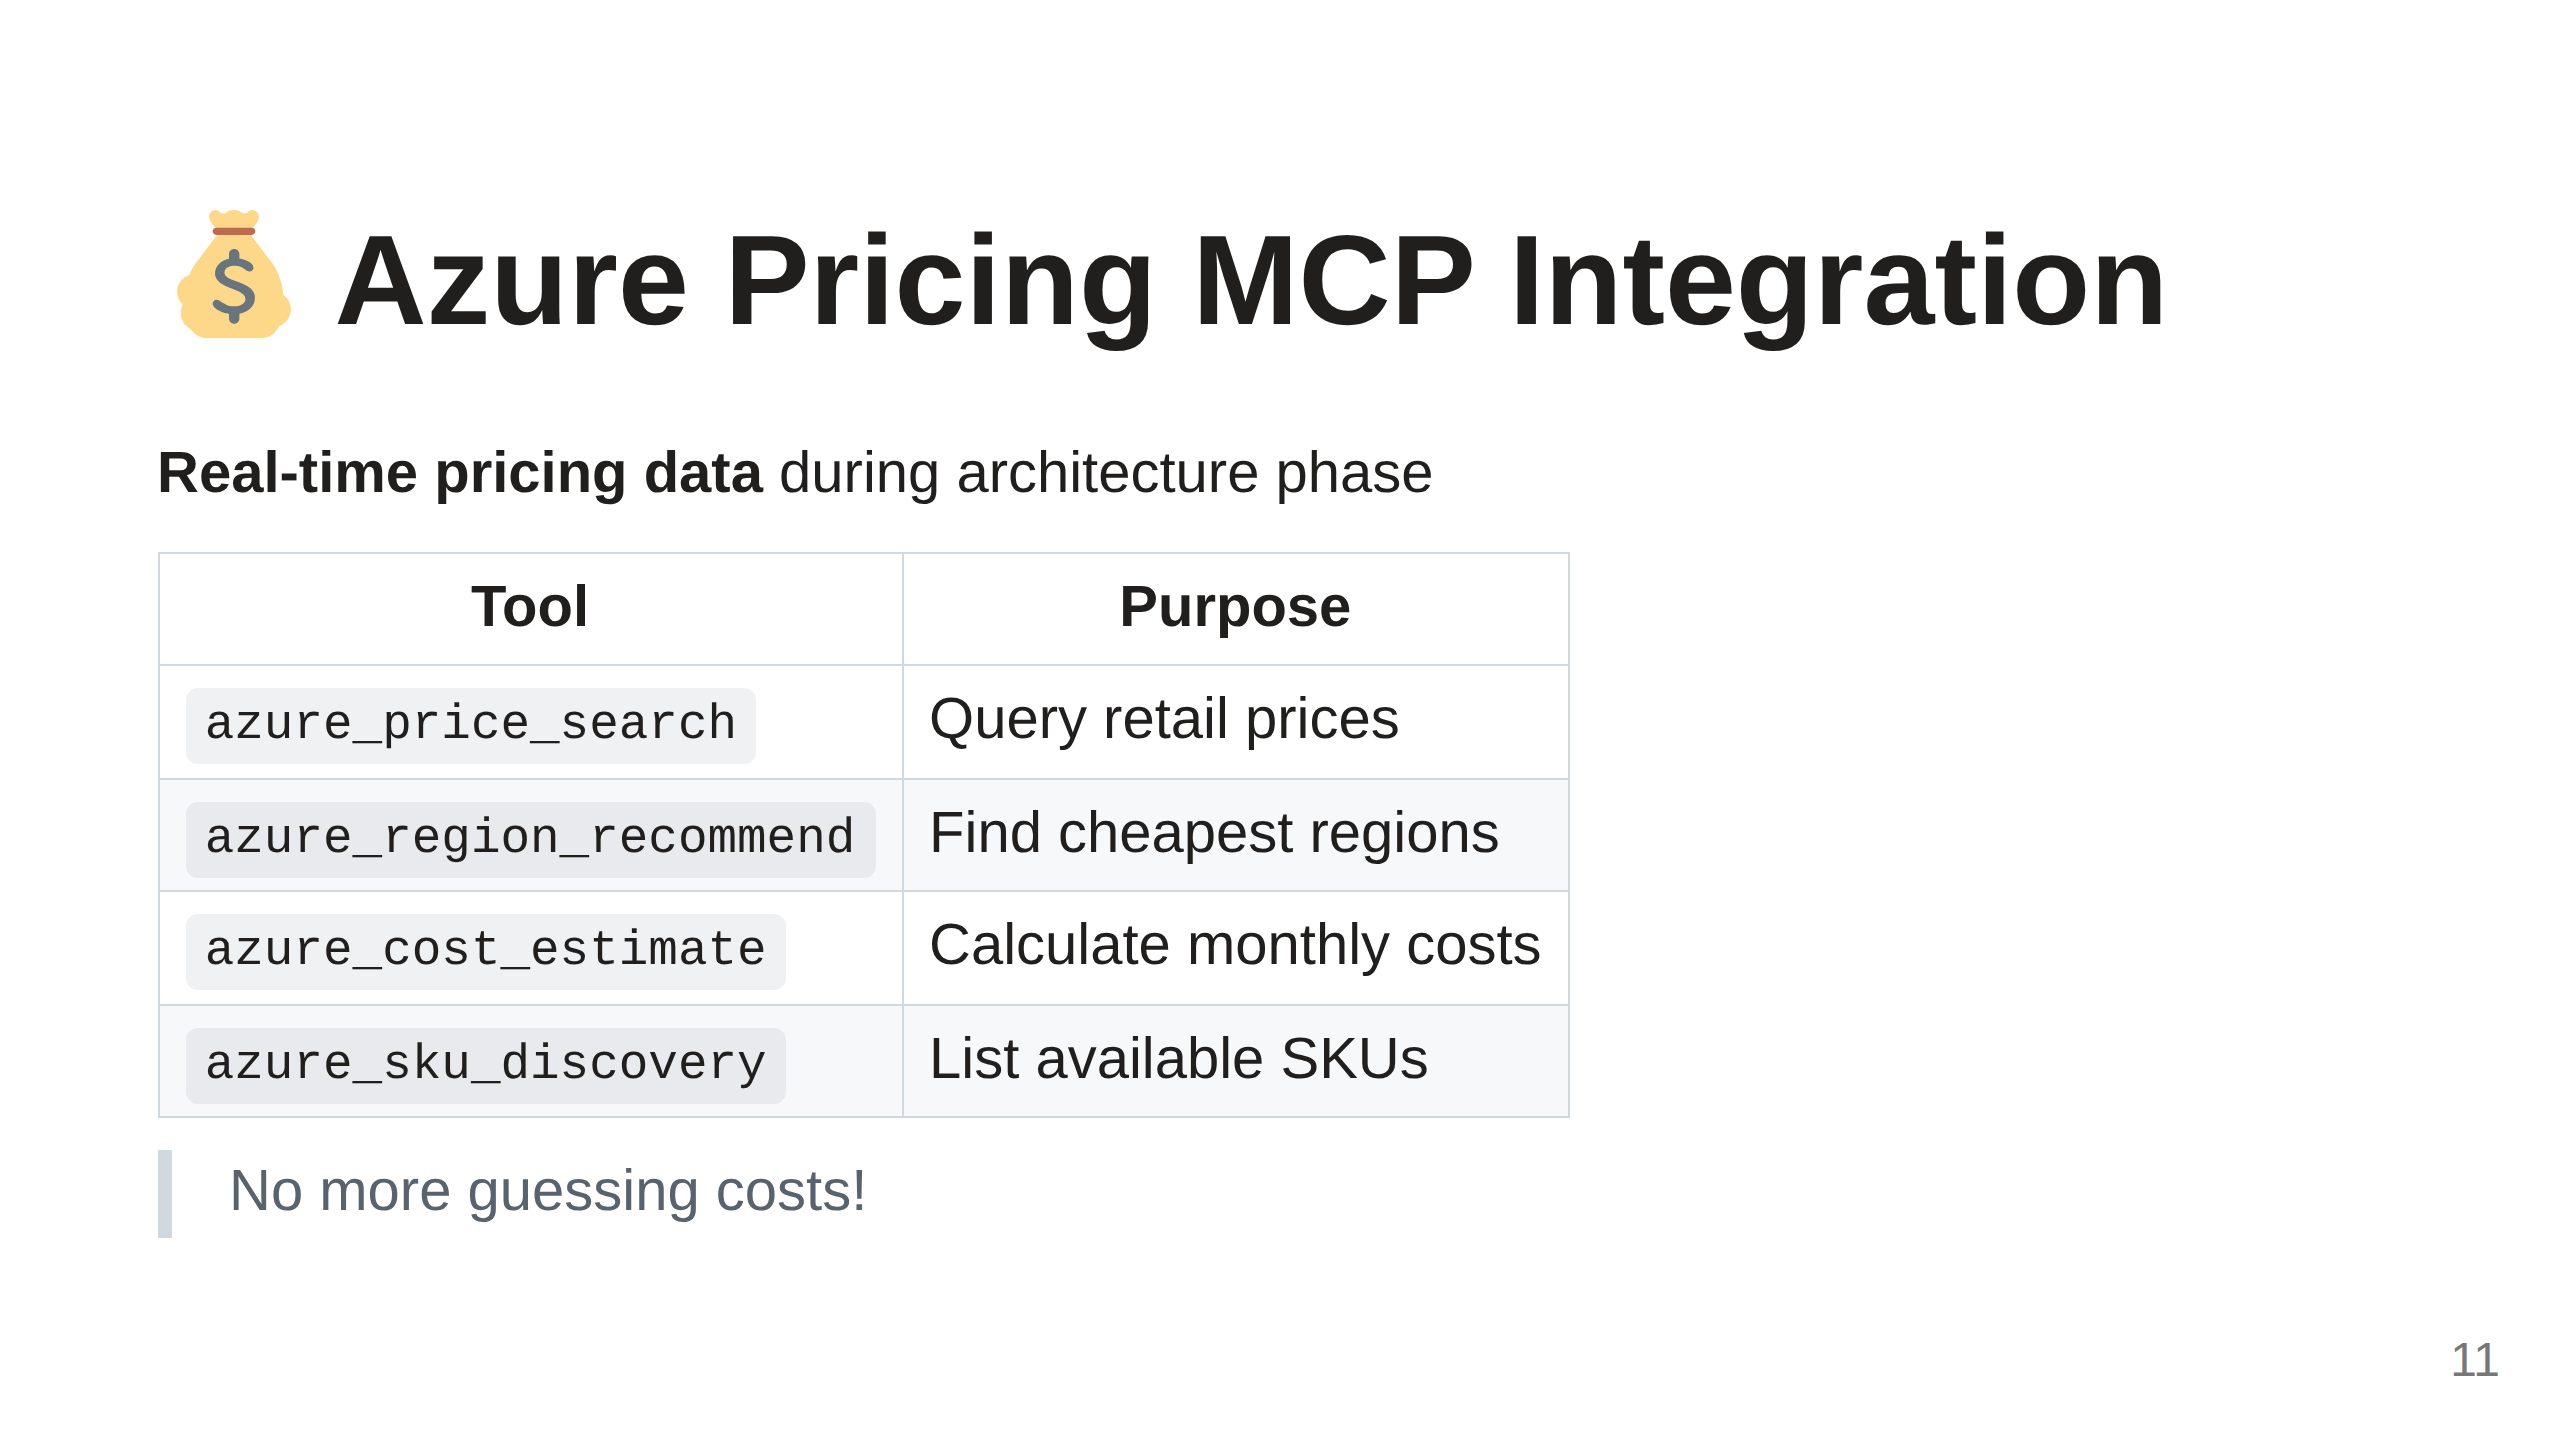 Azure Pricing MCP Integration
Real-time pricing data during architecture phase
Tool Purpose
azure_price_search Query retail prices
azure_region_recommend Find cheapest regions
azure_cost_estimate Calculate monthly costs
azure_sku_discovery List available SKUs
No more guessing costs!
11